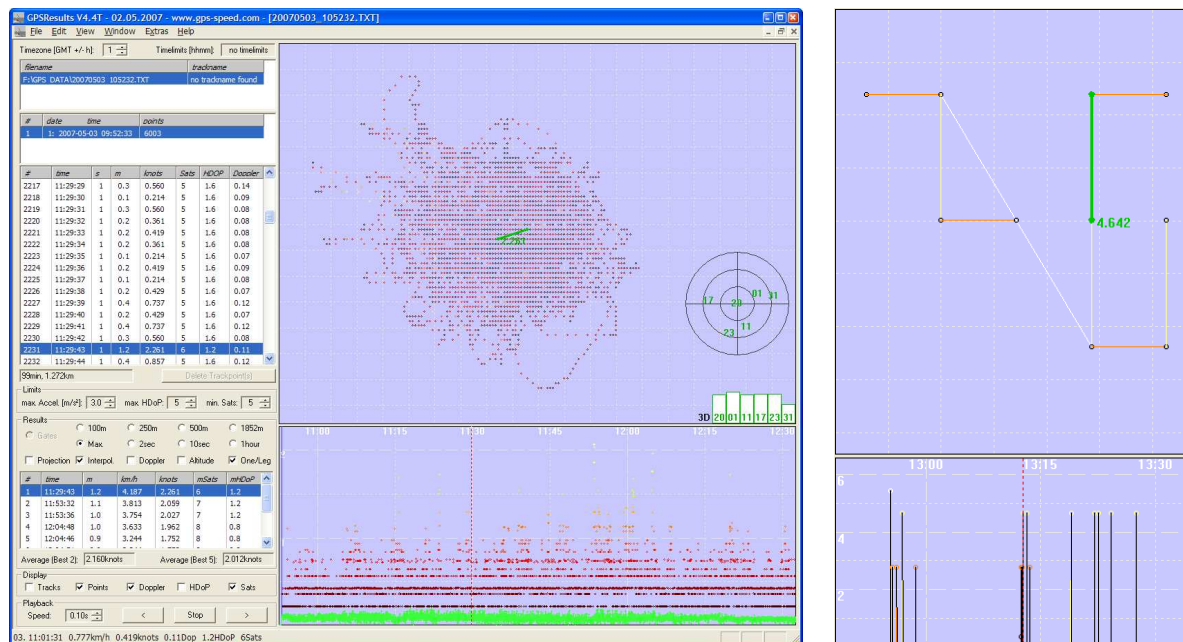 GPSResults V4.4T - 02.05.2007 - www.gps-speed.com - [20070503_105232.TXT]
File Edit View Window Extras Help
Timezone [GMT +/- h]: 1 Timelimits [hhmm]: no timelimits
filename trackname
F:\GPS_DATA\20070503_105232.TXT no trackname found
# date time points
1 1: 2007-05-03 09:52:33 6003
# time s m knots Sats HDOP Doppler
2217 11:29:29 1 0.3 0.560 5 1.6 0.14
2218 11:29:30 1 0.1 0.214 5 1.6 0.09
2219 11:29:31 1 0.3 0.560 5 1.6 0.08
2220 11:29:32 1 0.2 0.361 5 1.6 0.08
2221 11:29:33 1 0.2 0.419 5 1.6 0.08
2222 11:29:34 1 0.2 0.361 5 1.6 0.08
2223 11:29:35 1 0.1 0.214 5 1.6 0.07
2224 11:29:36 1 0.2 0.419 5 1.6 0.09
2225 11:29:37 1 0.1 0.214 5 1.6 0.08
2226 11:29:38 1 0.2 0.429 5 1.6 0.07
2227 11:29:39 1 0.4 0.737 5 1.6 0.12
2228 11:29:40 1 0.2 0.429 5 1.6 0.07
2229 11:29:41 1 0.4 0.737 5 1.6 0.12
2230 11:29:42 1 0.3 0.560 5 1.6 0.08
2231 11:29:43 1 1.2 2.261 6 1.2 0.11
2232 11:29:44 1 0.4 0.857 5 1.6 0.12
99min, 1.272km Delete Trackpoint(s)
Limits
max. Accel. [m/s²]: 3.0 max. HDoP: 5 min. Sats: 5
Results
Gates 100m 250m 500m 1852m
Max. 2sec 10sec 1hour
Projection Interpol. Doppler Altitude One/Leg
# time m km/h knots mSats mHDoP
1 11:29:43 1.2 4.187 2.261 6 1.2
2 11:53:32 1.1 3.813 2.059 7 1.2
3 11:53:36 1.0 3.754 2.027 7 1.2
4 12:04:48 1.0 3.633 1.962 8 0.8
5 12:04:46 0.9 3.244 1.752 8 0.8
Average (Best 2): 2.160knots Average (Best 5): 2.012knots
Display
Tracks Points Doppler HDoP Sats
Playback
Speed: 0.10s < Stop >
03. 11:01:31 0.777km/h 0.419knots 0.11Dop 1.2HDoP 6Sats
2.261
17 20 01 31
23 11
3D 20 01 11 17 23 31
11:00 11:15 11:30 11:45 12:00 12:15 12:30
4.642
13:00 13:15 13:30
6
4
2